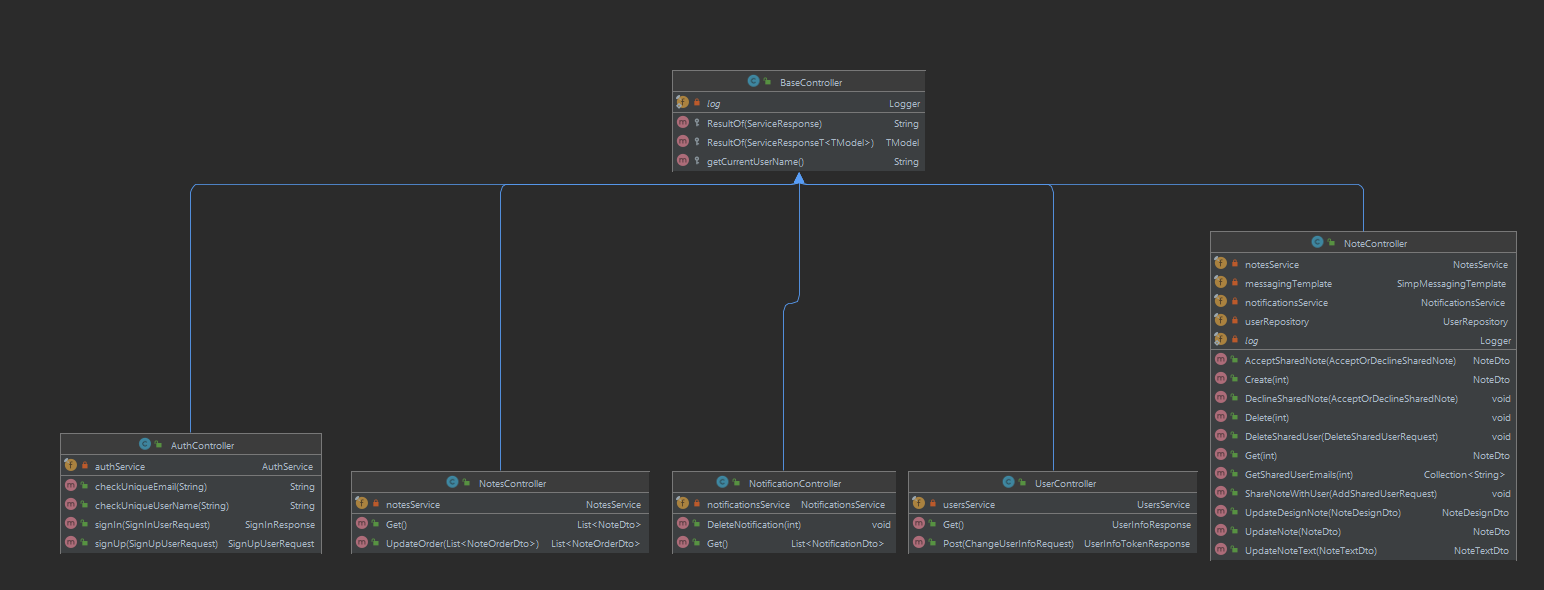 BaseController
log Logger
ResultOf(ServiceResponse) String
ResultOf(ServiceResponseT<TModel>) TModel
getCurrentUserName() String
NoteController
notesService NotesService
messagingTemplate SimpMessagingTemplate
notificationsService NotificationsService
userRepository UserRepository
log Logger
AcceptSharedNote(AcceptOrDeclineSharedNote) NoteDto
Create(int) NoteDto
DeclineSharedNote(AcceptOrDeclineSharedNote) void
Delete(int) void
DeleteSharedUser(DeleteSharedUserRequest) void
Get(int) NoteDto
GetSharedUserEmails(int) Collection<String>
ShareNoteWithUser(AddSharedUserRequest) void
UpdateDesignNote(NoteDesignDto) NoteDesignDto
UpdateNote(NoteDto) NoteDto
UpdateNoteText(NoteTextDto) NoteTextDto
AuthController
authService AuthService
checkUniqueEmail(String) String
checkUniqueUserName(String) String
signIn(SignInUserRequest) SignInResponse
signUp(SignUpUserRequest) SignUpUserRequest
NotesController
notesService NotesService
Get() List<NoteDto>
UpdateOrder(List<NoteOrderDto>) List<NoteOrderDto>
NotificationController
notificationsService NotificationsService
DeleteNotification(int) void
Get() List<NotificationDto>
UserController
usersService UsersService
Get() UserInfoResponse
Post(ChangeUserInfoRequest) UserInfoTokenResponse